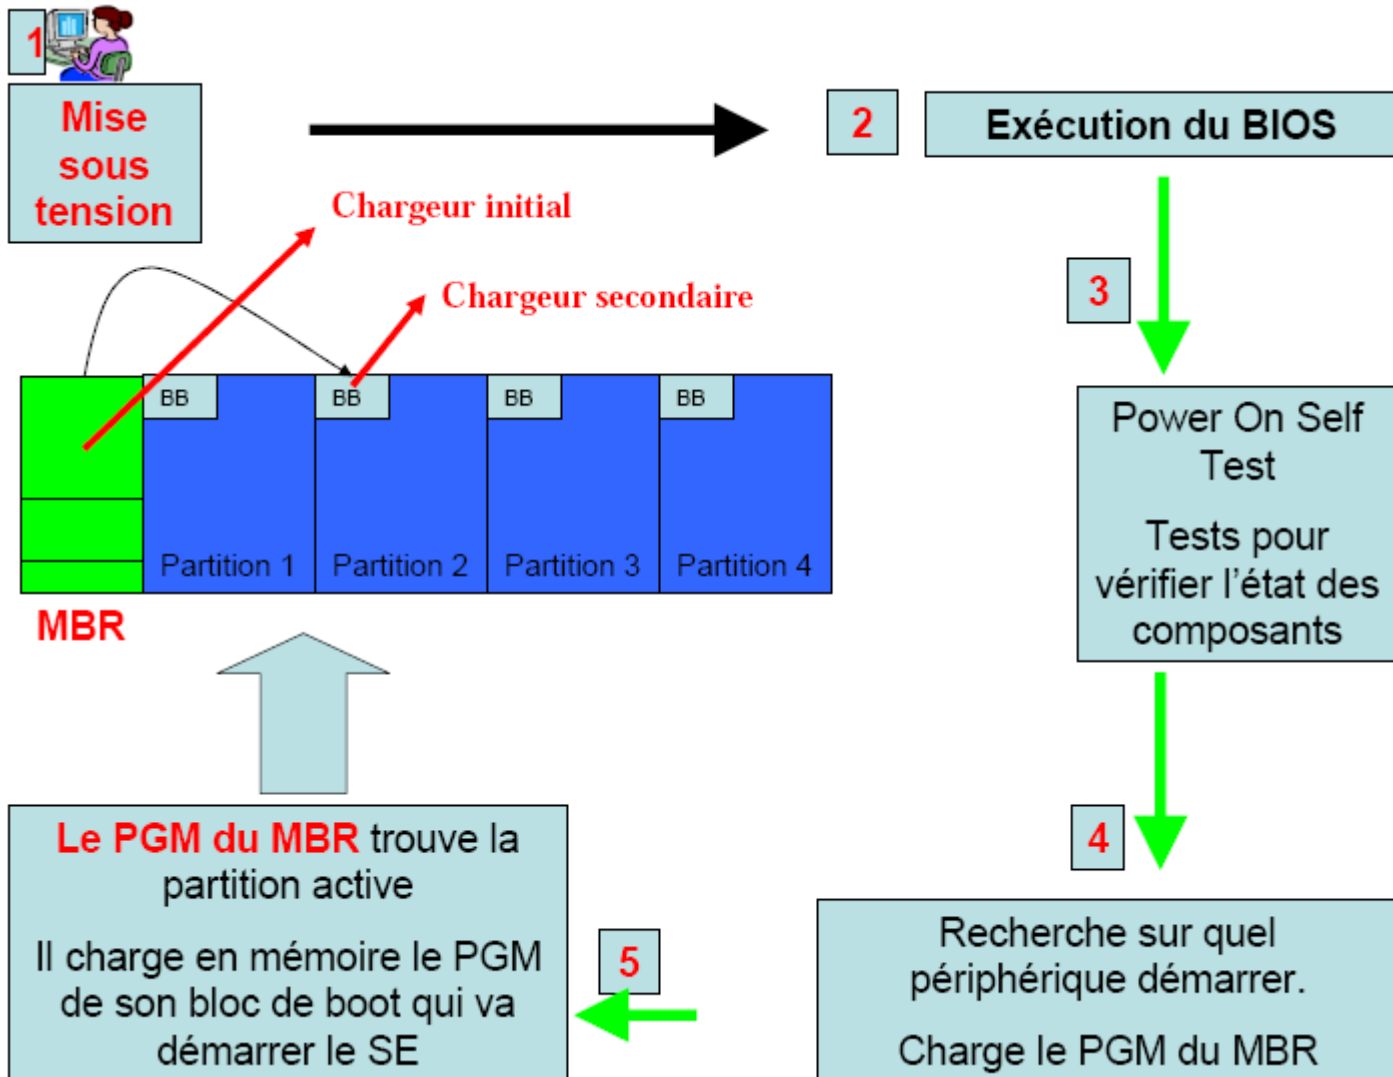 1
Mise
sous
tension
2
Exécution du BIOS
Chargeur initial
Chargeur secondaire
3
BB
BB
BB
BB
Partition 1
Partition 2
Partition 3
Partition 4
MBR
Power On Self
Test
Tests pour
vérifier l'état des
composants
4
Recherche sur quel
périphérique démarrer.
Charge le PGM du MBR
5
Le PGM du MBR trouve la
partition active
Il charge en mémoire le PGM
de son bloc de boot qui va
démarrer le SE